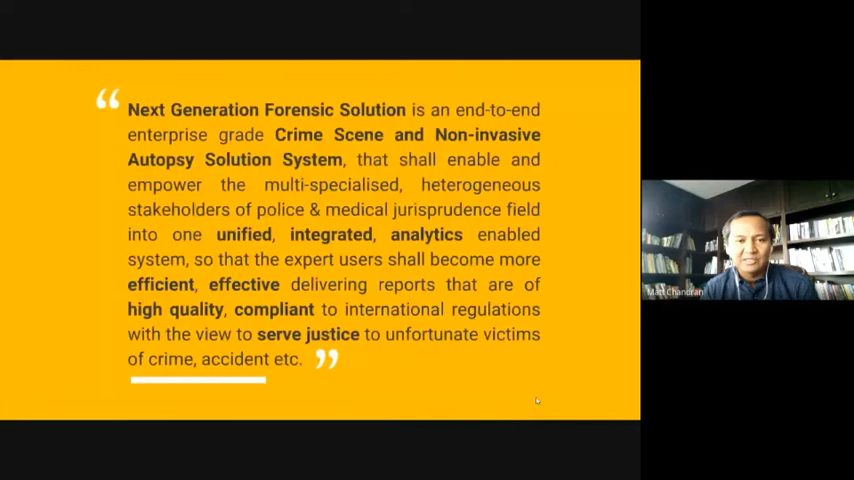 “
Next Generation Forensic Solution is an end-to-end
enterprise grade Crime Scene and Non-invasive
Autopsy Solution System, that shall enable and
empower the multi-specialised, heterogeneous
stakeholders of police & medical jurisprudence field
into one unified, integrated, analytics enabled
system, so that the expert users shall become more
efficient, effective delivering reports that are of
high quality, compliant to international regulations
with the view to serve justice to unfortunate victims
of crime, accident etc. ”
Matt Chandran